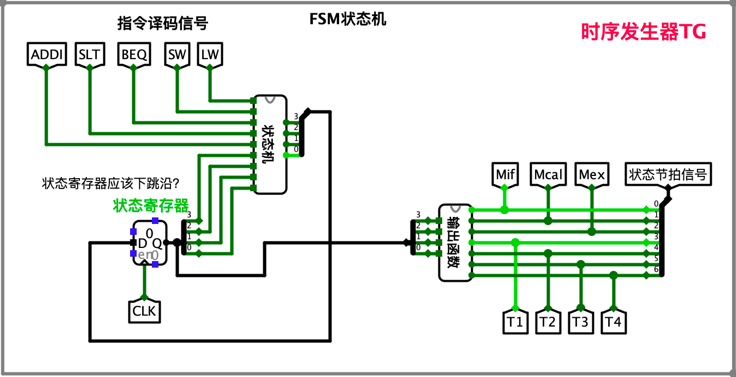 指令译码信号
FSM状态机
时序发生器TG
ADDI SLT BEQ SW LW
状态机
3
2
1
0
状态寄存器应该下跳沿?
状态寄存器
0
D Q
en 0
3
2
1
0
CLK
Mif Mcal Mex 状态节拍信号
3
2
1
0
输出函数
0
1
2
3
4
5
6
T1 T2 T3 T4